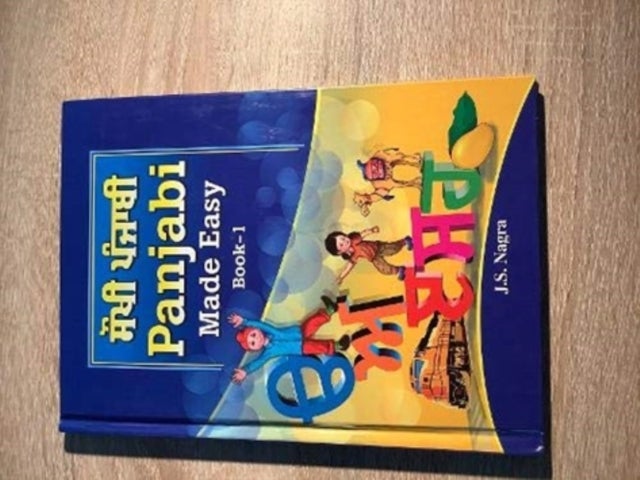 ਸੌਖੀ ਪੰਜਾਬੀ
Panjabi
Made Easy
Book-1
ੳ ਅ ੲ ਸ ਹ
J.S. Nagra